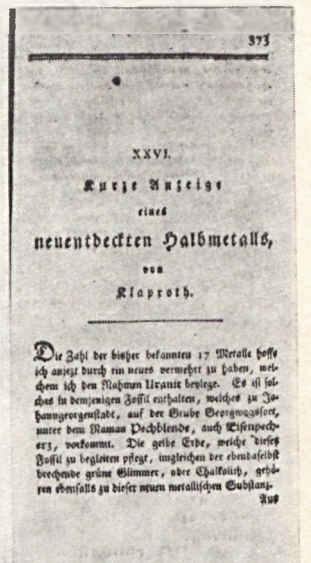 373
XXVI.
Kurze Anzeige
eines
neuentdeckten Halbmetalls,
von
Klaproth.
Die Zahl der bisher bekannten 17 Metalle hoffe
ich anjezt durch ein neues vermehrt zu haben, wel-
chem ich den Nahmen Uranit beylege. Es ist sol-
ches in demjenigen Fossil enthalten, welches zu Jo-
hanngeorgenstadt, auf der Grube Georgwagsfort,
unter dem Naman Pechblende, auch Eisenpech-
erz, vorkommt. Die gelbe Erde, welche dieses
Fossil zu begleiten pflegt, imgleichen der ebendaselbst
brechende grüne Glimmer, oder Chalkolith, gehö-
ren ebenfalls zu dieser neuen metallischen Substanz.
Aus